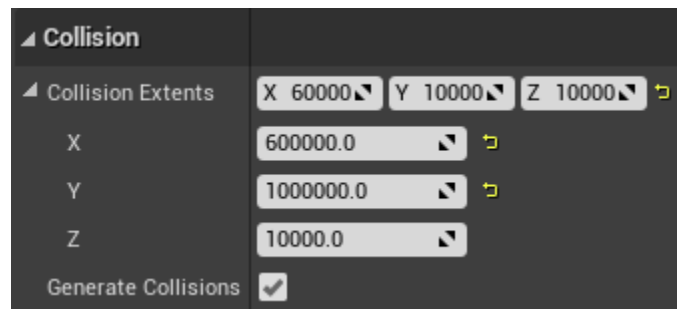 Collision
Collision Extents X 60000 Y 10000 Z 10000
X 600000.0
Y 1000000.0
Z 10000.0
Generate Collisions